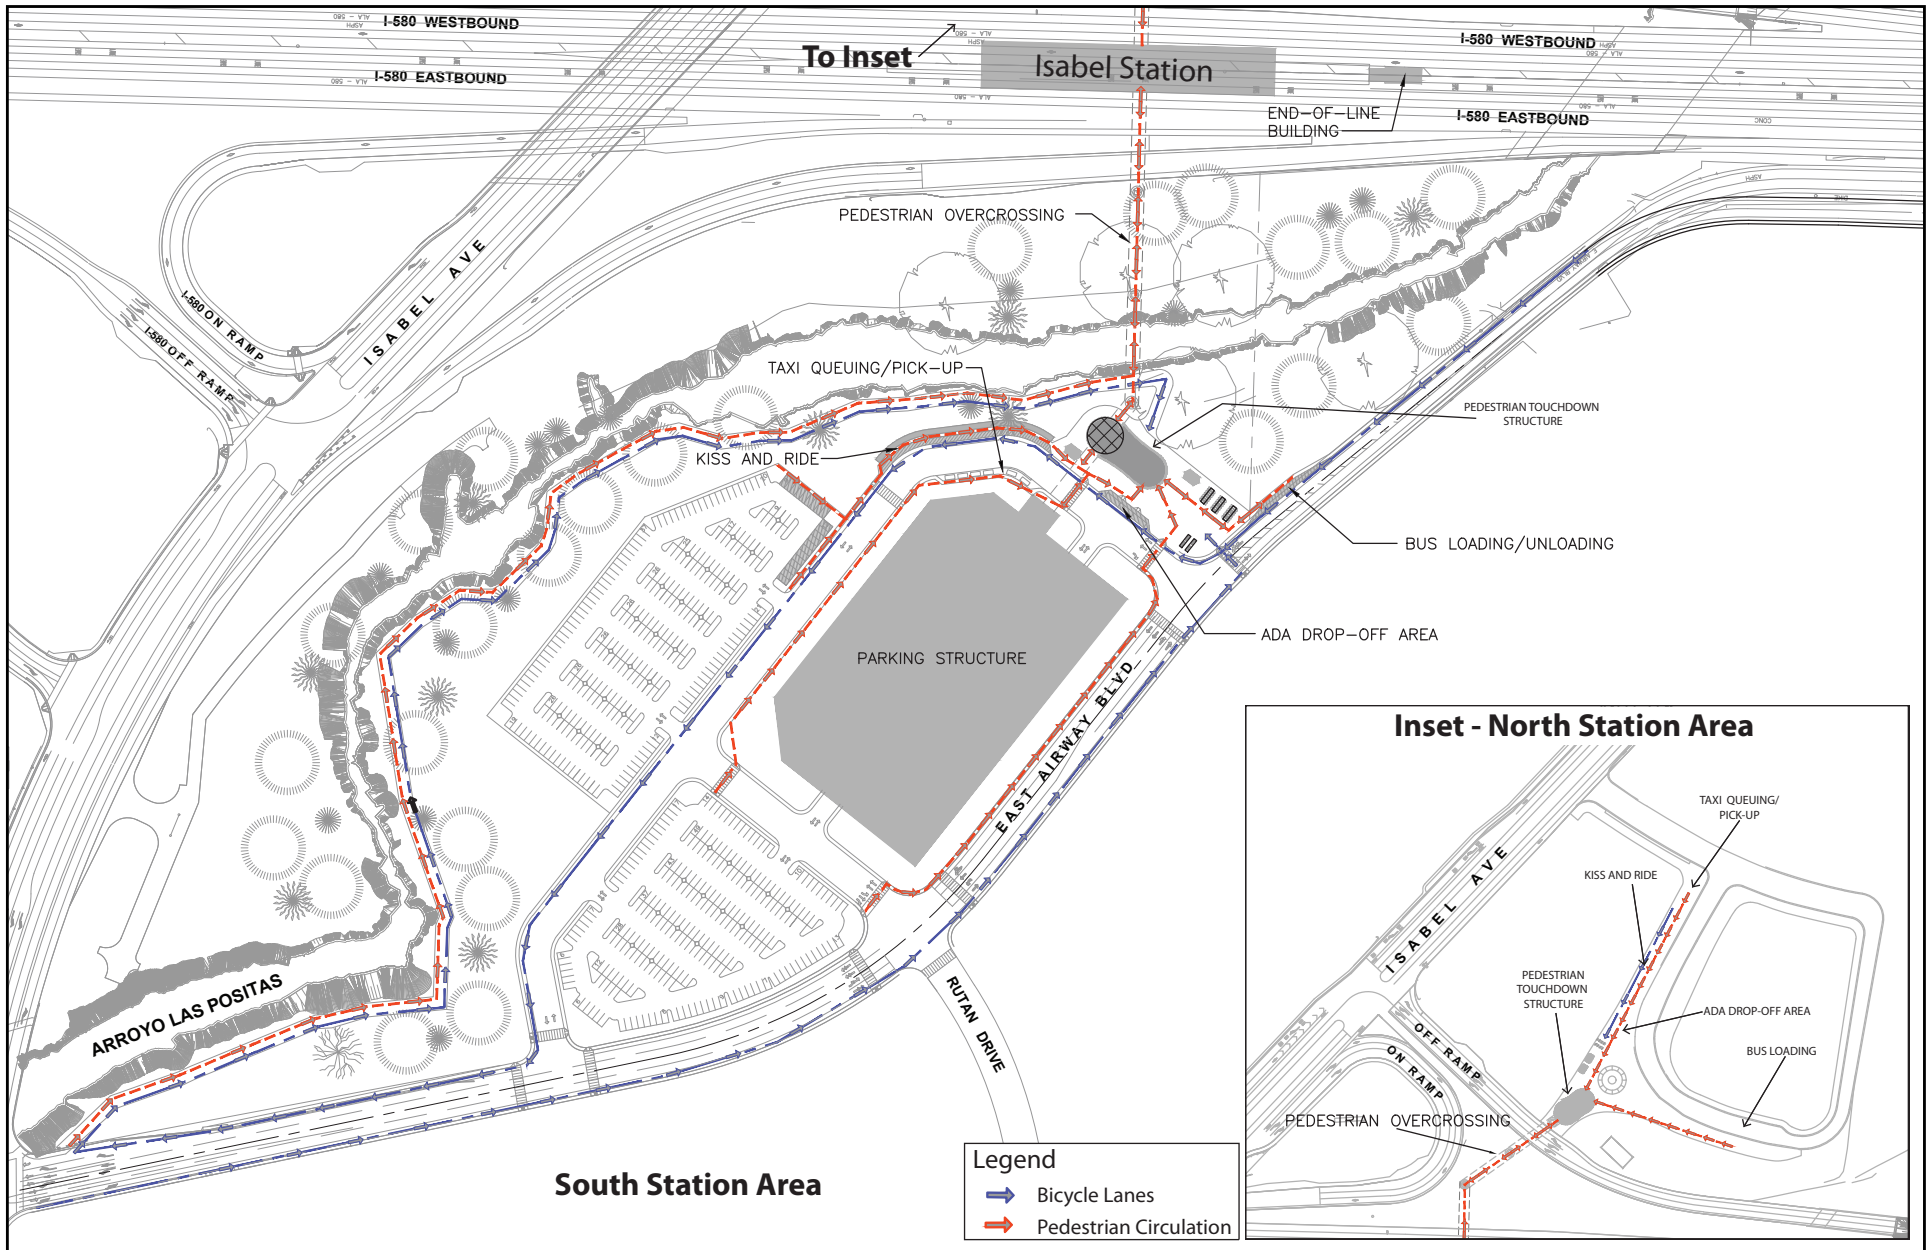 I-580 WESTBOUND
I-580 EASTBOUND
To Inset
Isabel Station
I-580 WESTBOUND
END-OF-LINE
BUILDING
I-580 EASTBOUND
PEDESTRIAN OVERCROSSING
ISABEL AVE
I-580 ON RAMP
I-580 OFF RAMP
TAXI QUEUING/PICK-UP
PEDESTRIAN TOUCHDOWN
STRUCTURE
KISS AND RIDE
BUS LOADING/UNLOADING
ADA DROP-OFF AREA
PARKING STRUCTURE
EAST AIRWAY BLVD
ARROYO LAS POSITAS
RUTAN DRIVE
South Station Area
Legend
Bicycle Lanes
Pedestrian Circulation
Inset - North Station Area
TAXI QUEUING/
PICK-UP
KISS AND RIDE
ISABEL AVE
PEDESTRIAN
TOUCHDOWN
STRUCTURE
ADA DROP-OFF AREA
BUS LOADING
OFF RAMP
ON RAMP
PEDESTRIAN OVERCROSSING